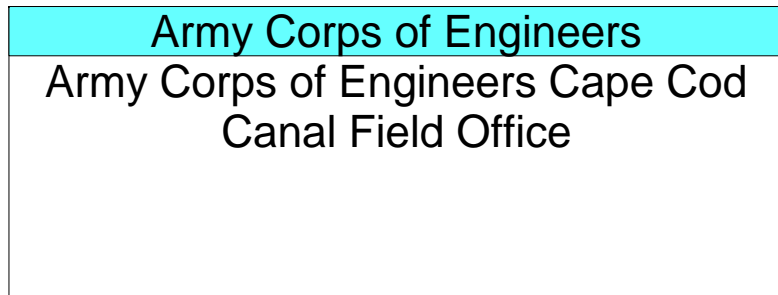 Army Corps of Engineers
Army Corps of Engineers Cape Cod
Canal Field Office